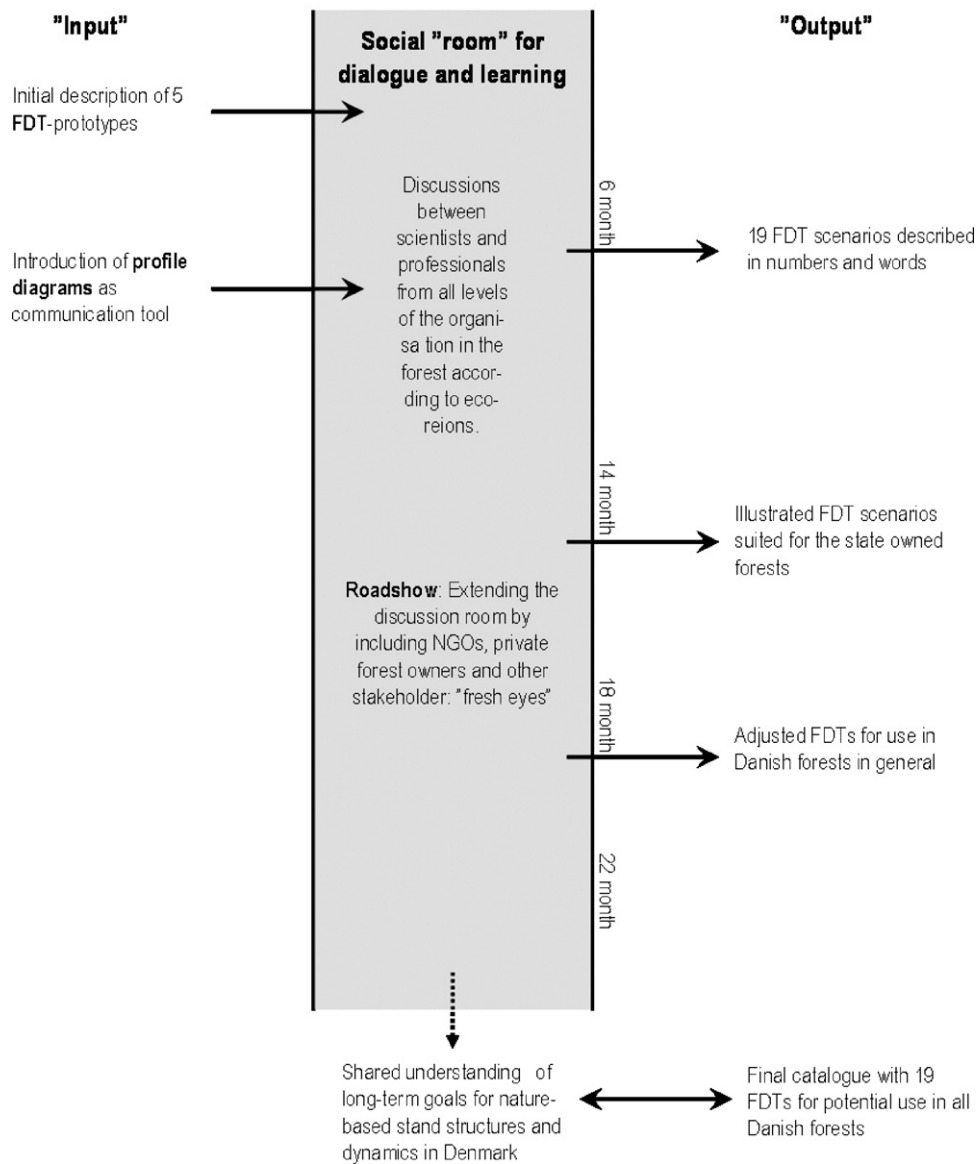 "Input"
Social "room" for
dialogue and learning
"Output"
Initial description of 5
FDT-prototypes
Introduction of profile
diagrams as
communication tool
Discussions
between
scientists and
professionals
from all levels
of the organi-
sa tion in the
forest accor-
ding to eco-
reions.
6 month
19 FDT scenarios described
in numbers and words
14 month
Illustrated FDT scenarios
suited for the state owned
forests
Roadshow: Extending the
discussion room by
including NGOs, private
forest owners and other
stakeholder: "fresh eyes"
18 month
Adjusted FDTs for use in
Danish forests in general
22 month
Shared understanding of
long-term goals for nature-
based stand structures and
dynamics in Denmark
Final catalogue with 19
FDTs for potential use in all
Danish forests